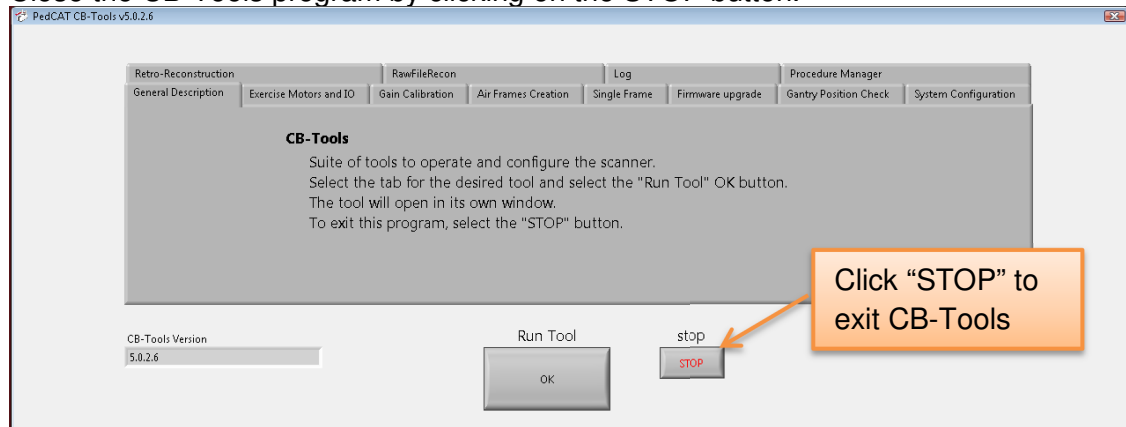 Close the CB-Tools program by clicking on the STOP button.
PedCAT CB-Tools v5.0.2.6
Retro-Reconstruction RawFileRecon Log Procedure Manager
General Description Exercise Motors and IO Gain Calibration Air Frames Creation Single Frame Firmware upgrade Gantry Position Check System Configuration
CB-Tools
Suite of tools to operate and configure the scanner.
Select the tab for the desired tool and select the "Run Tool" OK button.
The tool will open in its own window.
To exit this program, select the "STOP" button.
Click “STOP” to
exit CB-Tools
CB-Tools Version
5.0.2.6
Run Tool
OK
stop
STOP